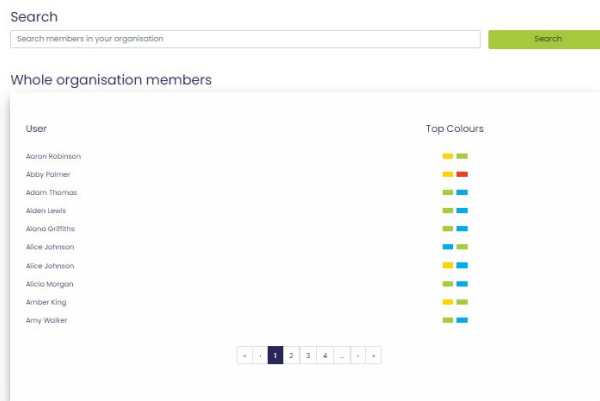 Search
Search members in your organisation
Search
Whole organisation members
User Top Colours
Aaron Robinson
Abby Palmer
Adam Thomas
Aiden Lewis
Alana Griffiths
Alice Johnson
Alice Johnson
Alicia Morgan
Amber King
Amy Walker
« ‹ 1 2 3 4 ... › »